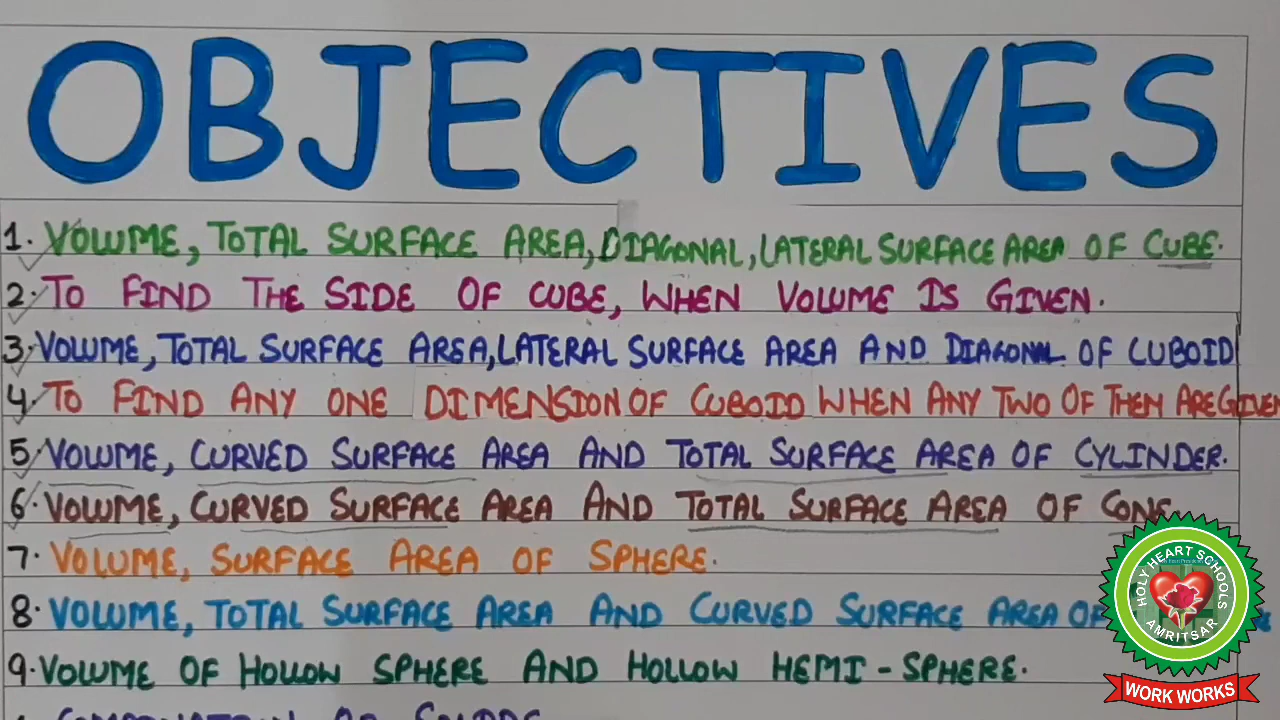 OBJECTIVES
1. VOLUME, TOTAL SURFACE AREA, DIAGONAL, LATERAL SURFACE AREA OF CUBE.
2. TO FIND THE SIDE OF CUBE, WHEN VOLUME IS GIVEN.
3. VOLUME, TOTAL SURFACE AREA, LATERAL SURFACE AREA AND DIAGONAL OF CUBOID
4. TO FIND ANY ONE DIMENSION OF CUBOID WHEN ANY TWO OF THEM ARE GIVEN
5. VOLUME, CURVED SURFACE AREA AND TOTAL SURFACE AREA OF CYLINDER.
6. VOLUME, CURVED SURFACE AREA AND TOTAL SURFACE AREA OF CONE
7. VOLUME, SURFACE AREA OF SPHERE.
8. VOLUME, TOTAL SURFACE AREA AND CURVED SURFACE AREA OF
9. VOLUME OF HOLLOW SPHERE AND HOLLOW HEMI-SPHERE.
HOLY HEART SCHOOLS
AMRITSAR
WORK WORKS